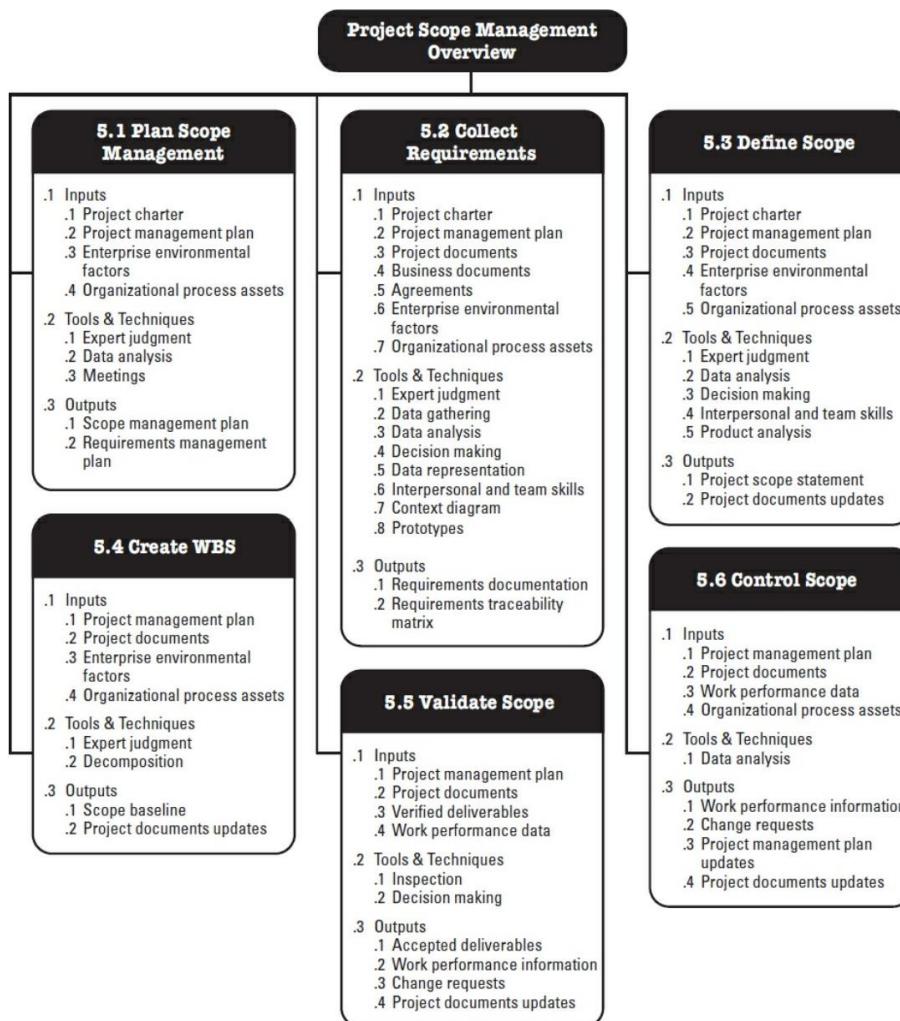 Project Scope Management
Overview
5.1 Plan Scope
Management
.1 Inputs
.1 Project charter
.2 Project management plan
.3 Enterprise environmental
factors
.4 Organizational process assets
.2 Tools & Techniques
.1 Expert judgment
.2 Data analysis
.3 Meetings
.3 Outputs
.1 Scope management plan
.2 Requirements management
plan
5.2 Collect
Requirements
.1 Inputs
.1 Project charter
.2 Project management plan
.3 Project documents
.4 Business documents
.5 Agreements
.6 Enterprise environmental
factors
.7 Organizational process assets
.2 Tools & Techniques
.1 Expert judgment
.2 Data gathering
.3 Data analysis
.4 Decision making
.5 Data representation
.6 Interpersonal and team skills
.7 Context diagram
.8 Prototypes
.3 Outputs
.1 Requirements documentation
.2 Requirements traceability
matrix
5.3 Define Scope
.1 Inputs
.1 Project charter
.2 Project management plan
.3 Project documents
.4 Enterprise environmental
factors
.5 Organizational process assets
.2 Tools & Techniques
.1 Expert judgment
.2 Data analysis
.3 Decision making
.4 Interpersonal and team skills
.5 Product analysis
.3 Outputs
.1 Project scope statement
.2 Project documents updates
5.4 Create WBS
.1 Inputs
.1 Project management plan
.2 Project documents
.3 Enterprise environmental
factors
.4 Organizational process assets
.2 Tools & Techniques
.1 Expert judgment
.2 Decomposition
.3 Outputs
.1 Scope baseline
.2 Project documents updates
5.5 Validate Scope
.1 Inputs
.1 Project management plan
.2 Project documents
.3 Verified deliverables
.4 Work performance data
.2 Tools & Techniques
.1 Inspection
.2 Decision making
.3 Outputs
.1 Accepted deliverables
.2 Work performance information
.3 Change requests
.4 Project documents updates
5.6 Control Scope
.1 Inputs
.1 Project management plan
.2 Project documents
.3 Work performance data
.4 Organizational process assets
.2 Tools & Techniques
.1 Data analysis
.3 Outputs
.1 Work performance information
.2 Change requests
.3 Project management plan
updates
.4 Project documents updates